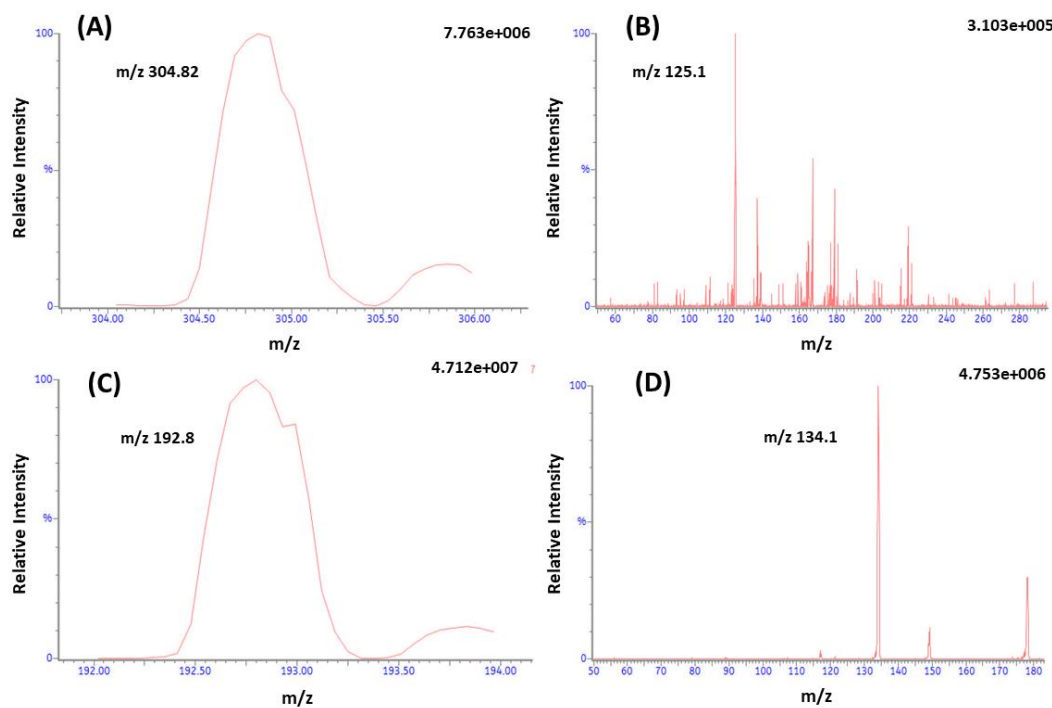 (A)
7.763e+006
100
m/z 304.82
%
0
Relative Intensity
304.00 304.50 305.00 305.50 306.00
m/z
(B)
3.103e+005
100
m/z 125.1
%
0
Relative Intensity
60 80 100 120 140 160 180 200 220 240 260 280
m/z
(C)
4.712e+007 7
100
m/z 192.8
%
0
Relative Intensity
192.00 192.50 193.00 193.50 194.00
m/z
(D)
4.753e+006
100
m/z 134.1
%
0
Relative Intensity
50 60 70 80 90 100 110 120 130 140 150 160 170 180
m/z